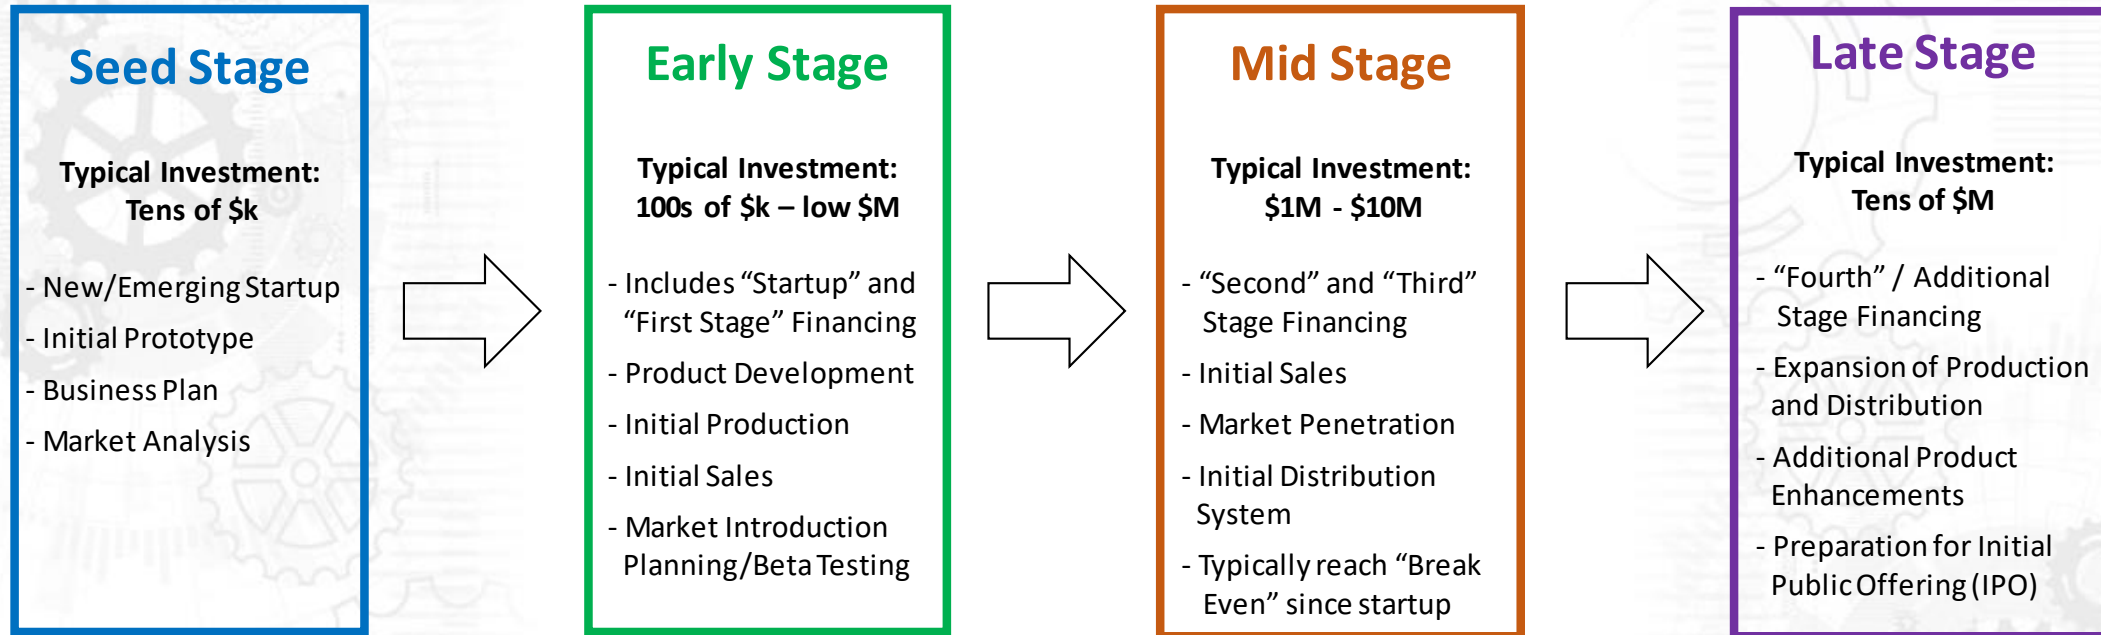 Seed Stage
Typical Investment:
Tens of $k
- New/Emerging Startup
- Initial Prototype
- Business Plan
- Market Analysis
Early Stage
Typical Investment:
100s of $k – low $M
- Includes “Startup” and
“First Stage” Financing
- Product Development
- Initial Production
- Initial Sales
- Market Introduction
Planning/Beta Testing
Mid Stage
Typical Investment:
$1M - $10M
- “Second” and “Third”
Stage Financing
- Initial Sales
- Market Penetration
- Initial Distribution
System
- Typically reach “Break
Even” since startup
Late Stage
Typical Investment:
Tens of $M
- “Fourth” / Additional
Stage Financing
- Expansion of Production
and Distribution
- Additional Product
Enhancements
- Preparation for Initial
Public Offering (IPO)